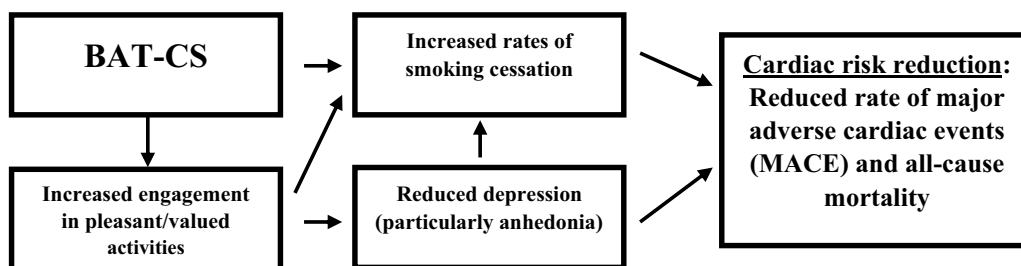 BAT-CS
Increased rates of
smoking cessation
Cardiac risk reduction:
Reduced rate of major
adverse cardiac events
(MACE) and all-cause
mortality
Increased engagement
in pleasant/valued
activities
Reduced depression
(particularly anhedonia)